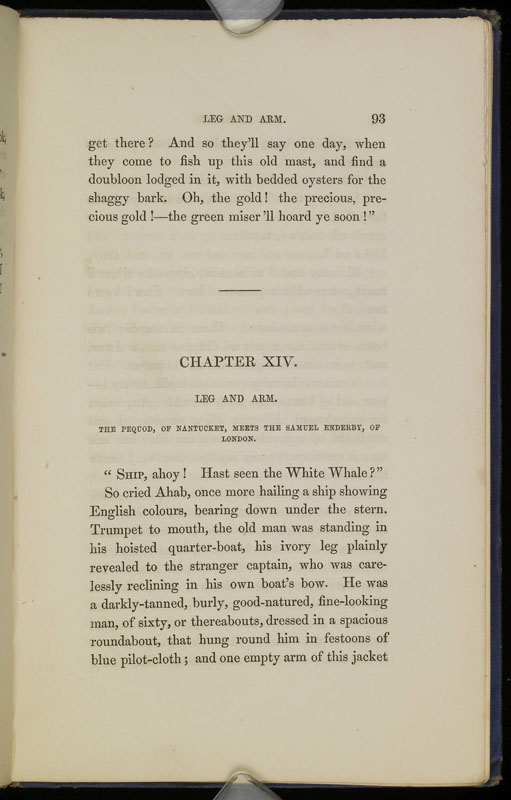 LEG AND ARM. 93
get there? And so they'll say one day, when
they come to fish up this old mast, and find a
doubloon lodged in it, with bedded oysters for the
shaggy bark. Oh, the gold! the precious, pre-
cious gold!—the green miser 'll hoard ye soon!"
CHAPTER XIV.
LEG AND ARM.
THE PEQUOD, OF NANTUCKET, MEETS THE SAMUEL ENDERBY, OF
LONDON.
"SHIP, ahoy! Hast seen the White Whale?"
So cried Ahab, once more hailing a ship showing
English colours, bearing down under the stern.
Trumpet to mouth, the old man was standing in
his hoisted quarter-boat, his ivory leg plainly
revealed to the stranger captain, who was care-
lessly reclining in his own boat's bow. He was
a darkly-tanned, burly, good-natured, fine-looking
man, of sixty, or thereabouts, dressed in a spacious
roundabout, that hung round him in festoons of
blue pilot-cloth; and one empty arm of this jacket